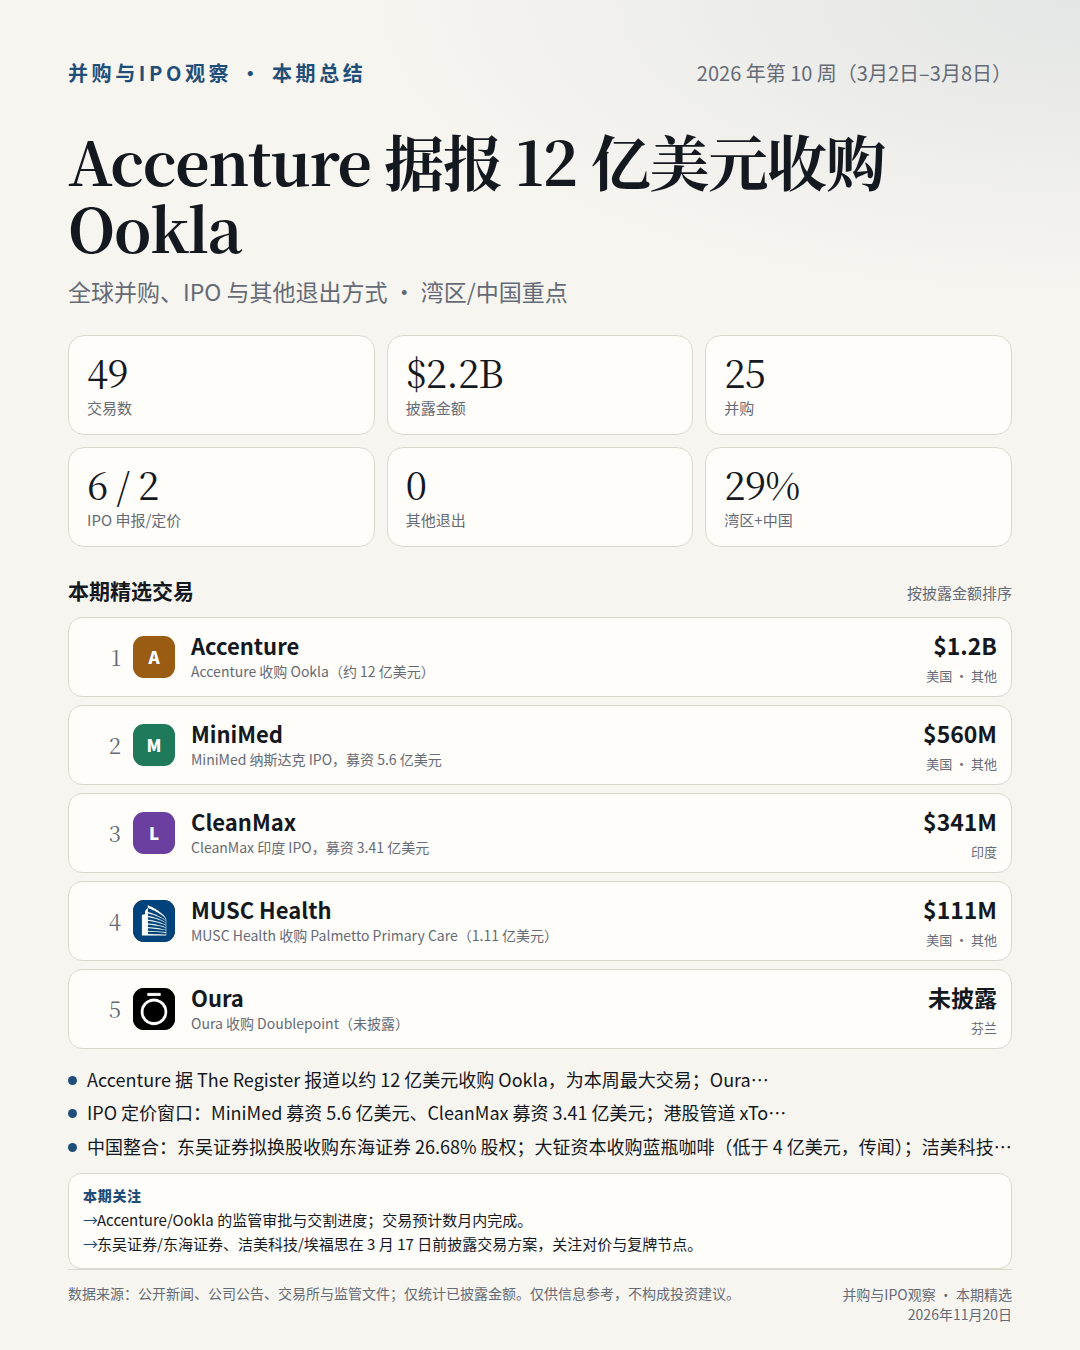 并购与IPO观察 · 本期总结
2026 年第 10 周（3月2日–3月8日）
Accenture 据报 12 亿美元收购
Ookla
全球并购、IPO 与其他退出方式 · 湾区/中国重点
49
交易数
$2.2B
披露金额
25
并购
6 / 2
IPO 申报/定价
0
其他退出
29%
湾区+中国
本期精选交易
按披露金额排序
1
A
Accenture
Accenture 收购 Ookla（约 12 亿美元）
$1.2B
美国 · 其他
2
M
MiniMed
MiniMed 纳斯达克 IPO，募资 5.6 亿美元
$560M
美国 · 其他
3
L
CleanMax
CleanMax 印度 IPO，募资 3.41 亿美元
$341M
印度
4
MUSC Health
MUSC Health 收购 Palmetto Primary Care（1.11 亿美元）
$111M
美国 · 其他
5
Oura
Oura 收购 Doublepoint（未披露）
未披露
芬兰
Accenture 据 The Register 报道以约 12 亿美元收购 Ookla，为本周最大交易；Oura…
IPO 定价窗口：MiniMed 募资 5.6 亿美元、CleanMax 募资 3.41 亿美元；港股管道 xTo…
中国整合：东吴证券拟换股收购东海证券 26.68% 股权；大钲资本收购蓝瓶咖啡（低于 4 亿美元，传闻）；洁美科技…
本期关注
→Accenture/Ookla 的监管审批与交割进度；交易预计数月内完成。
→东吴证券/东海证券、洁美科技/埃福思在 3 月 17 日前披露交易方案，关注对价与复牌节点。
数据来源：公开新闻、公司公告、交易所与监管文件；仅统计已披露金额。仅供信息参考，不构成投资建议。
并购与IPO观察 · 本期精选
2026年11月20日